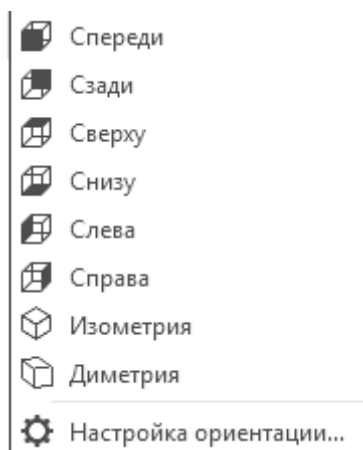 Спереди
Сзади
Сверху
Снизу
Слева
Справа
Изометрия
Диметрия
Настройка ориентации...